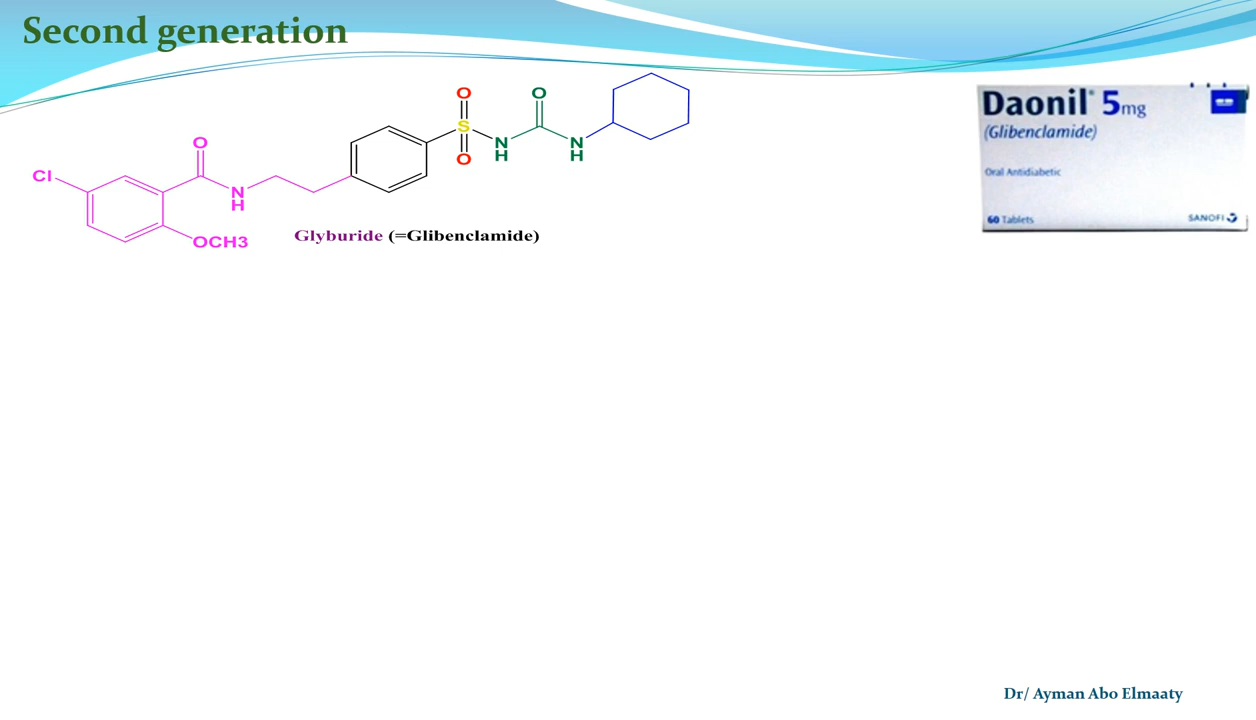 Second generation
O
O
O
S
N
H
N
H
O
Cl
N
H
OCH3
Glyburide (=Glibenclamide)
Daonil® 5mg
(Glibenclamide)
Oral Antidiabetic
60 Tablets
SANOFI
Dr/ Ayman Abo Elmaaty